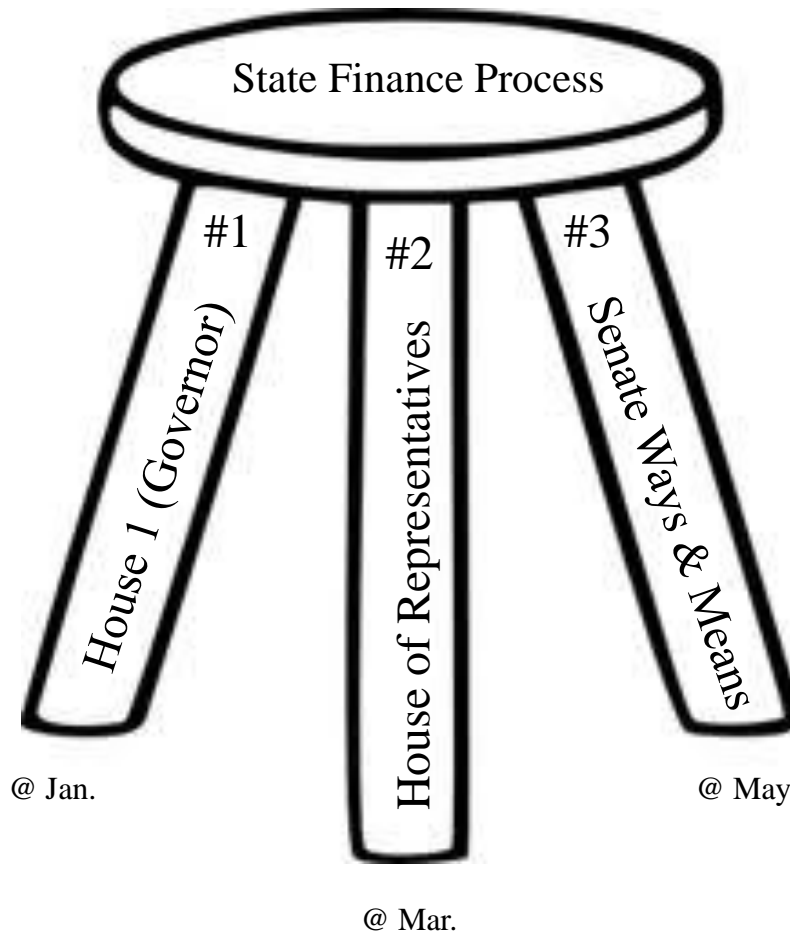 State Finance Process
#1
House 1 (Governor)
@ Jan.
#2
House of Representatives
@ Mar.
#3
Senate Ways & Means
@ May